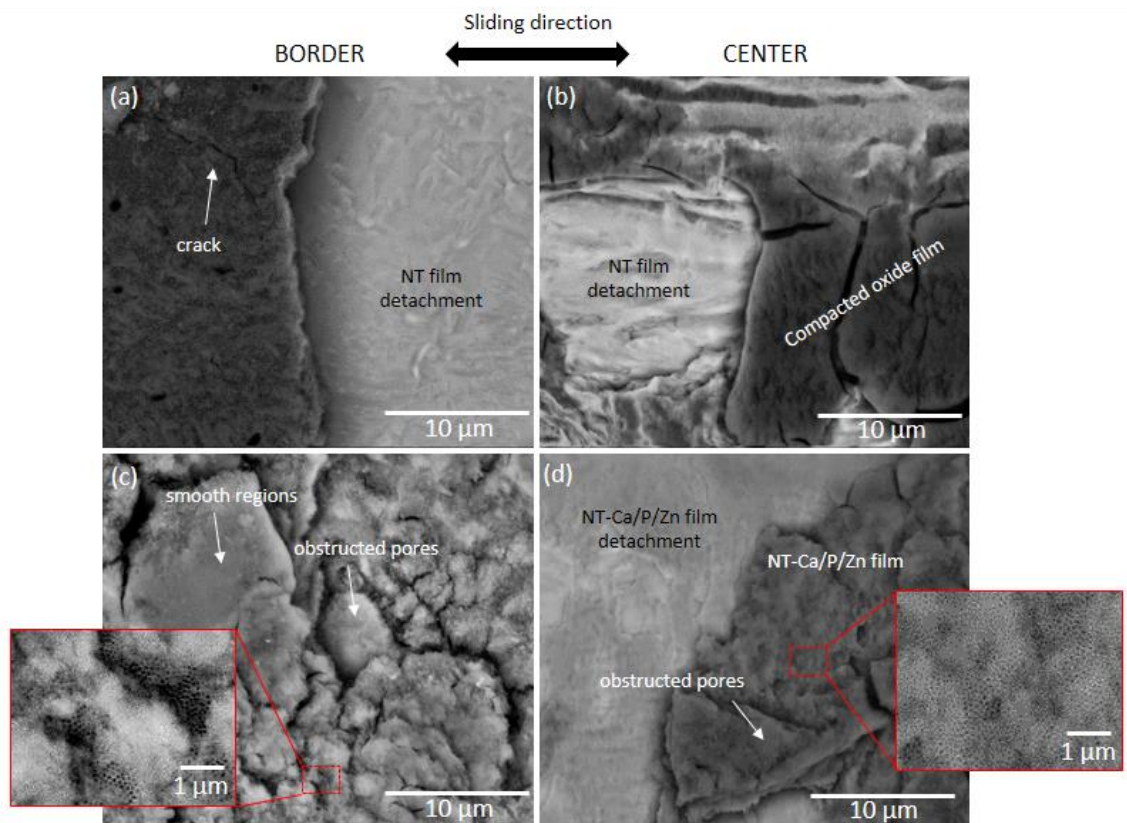 Sliding direction
BORDER
CENTER
(a)
crack
NT film
detachment
10 µm
(b)
NT film
detachment
Compacted oxide film
10 µm
(c)
smooth regions
obstructed pores
1 µm
10 µm
(d)
NT-Ca/P/Zn film
detachment
NT-Ca/P/Zn film
obstructed pores
1 µm
10 µm